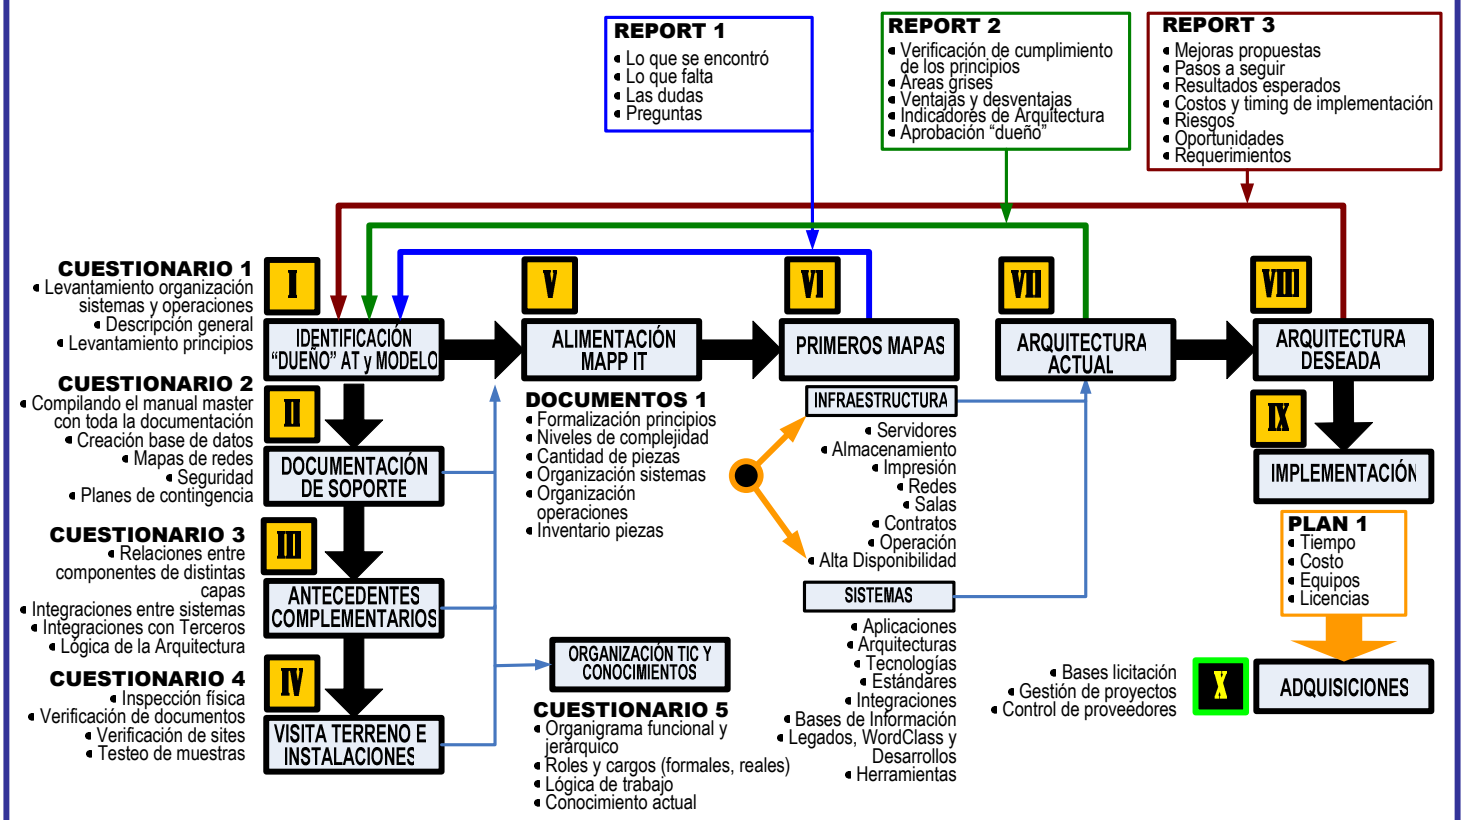 REPORT 1
Lo que se encontró
Lo que falta
Las dudas
Preguntas
REPORT 2
Verificación de cumplimiento
de los principios
Areas grises
Ventajas y desventajas
Indicadores de Arquitectura
Aprobación “dueño”
REPORT 3
Mejoras propuestas
Pasos a seguir
Resultados esperados
Costos y timing de implementación
Riesgos
Oportunidades
Requerimientos
CUESTIONARIO 1
Levantamiento organización
sistemas y operaciones
Descripción general
Levantamiento principios
I
IDENTIFICACIÓN
“DUEÑO” AT y MODELO
V
ALIMENTACIÓN
MAPP IT
VI
PRIMEROS MAPAS
VII
ARQUITECTURA
ACTUAL
VIII
ARQUITECTURA
DESEADA
CUESTIONARIO 2
Compilando el manual master
con toda la documentación
Creación base de datos
Mapas de redes
Seguridad
Planes de contingencia
II
DOCUMENTACIÓN
DE SOPORTE
DOCUMENTOS 1
Formalización principios
Niveles de complejidad
Cantidad de piezas
Organización sistemas
Organización
operaciones
Inventario piezas
INFRAESTRUCTURA
Servidores
Almacenamiento
Impresión
Redes
Salas
Contratos
Operación
Alta Disponibilidad
IX
IMPLEMENTACIÓN
PLAN 1
Tiempo
Costo
Equipos
Licencias
CUESTIONARIO 3
Relaciones entre
componentes de distintas
capas
Integraciones entre sistemas
Integraciones con Terceros
Lógica de la Arquitectura
III
ANTECEDENTES
COMPLEMENTARIOS
SISTEMAS
Aplicaciones
Arquitecturas
Tecnologías
Estándares
Integraciones
Bases de Información
Legados, WordClass y
Desarrollos
Herramientas
CUESTIONARIO 4
Inspección física
Verificación de documentos
Verificación de sites
Testeo de muestras
IV
VISITA TERRENO E
INSTALACIONES
ORGANIZACIÓN TIC Y
CONOCIMIENTOS
CUESTIONARIO 5
Organigrama funcional y
jerárquico
Roles y cargos (formales, reales)
Lógica de trabajo
Conocimiento actual
Bases licitación
Gestión de proyectos
Control de proveedores
X
ADQUISICIONES